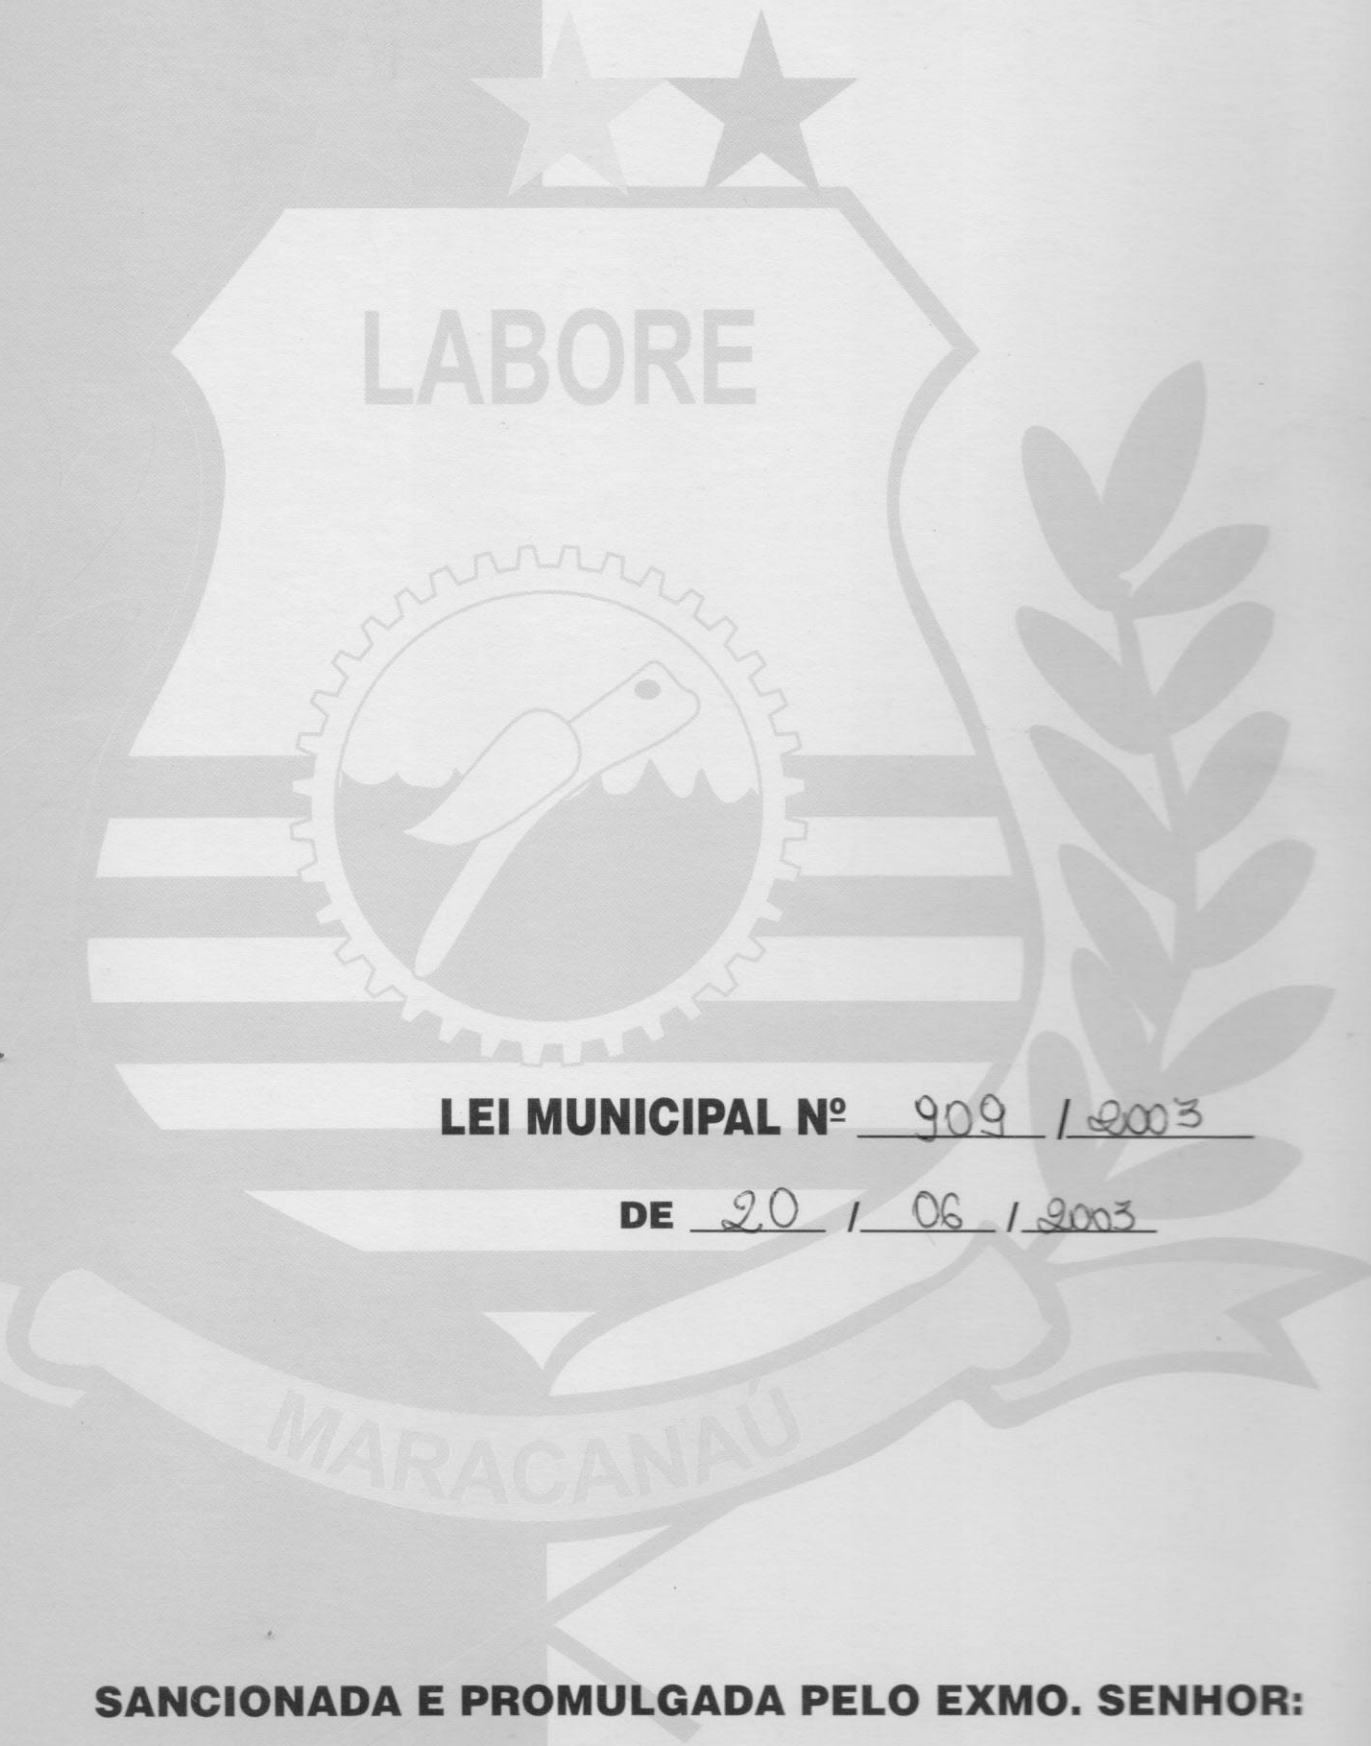 LABORE
LEI MUNICIPAL Nº 909 / 2003
DE 20 / 06 / 2003
MARACANAÚ
SANCIONADA E PROMULGADA PELO EXMO. SENHOR: